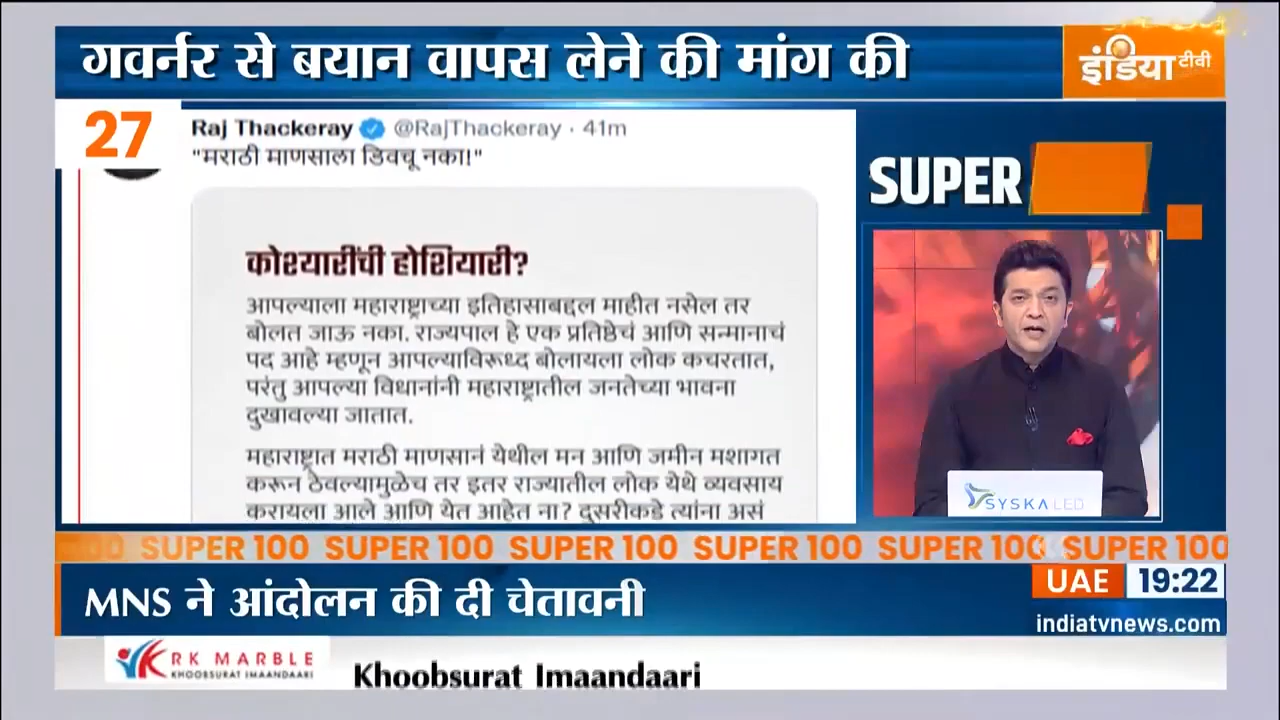 गवर्नर से बयान वापस लेने की मांग की
इंडिया टीवी
27
Raj Thackeray @RajThackeray · 41m
"मराठी माणसाला डिवचू नका!"
कोश्यारींची होशियारी?
आपल्याला महाराष्ट्राच्या इतिहासाबद्दल माहीत नसेल तर
बोलत जाऊ नका. राज्यपाल हे एक प्रतिष्ठेचं आणि सन्मानाचं
पद आहे म्हणून आपल्याविरूध्द बोलायला लोक कचरतात,
परंतु आपल्या विधानांनी महाराष्ट्रातील जनतेच्या भावना
दुखावल्या जातात.
महाराष्ट्रात मराठी माणसानं येथील मन आणि जमीन मशागत
करून ठेवल्यामुळेच तर इतर राज्यातील लोक येथे व्यवसाय
करायला आले आणि येत आहेत ना? दुसरीकडे त्यांना असं
SUPER
SYSKA LED
00 SUPER 100 SUPER 100 SUPER 100 SUPER 100 SUPER 100 SUPER 100
MNS ने आंदोलन की दी चेतावनी
UAE 19:22
indiatvnews.com
RK MARBLE
KHOOBSURAT IMAANDAARI
Khoobsurat Imaandaari